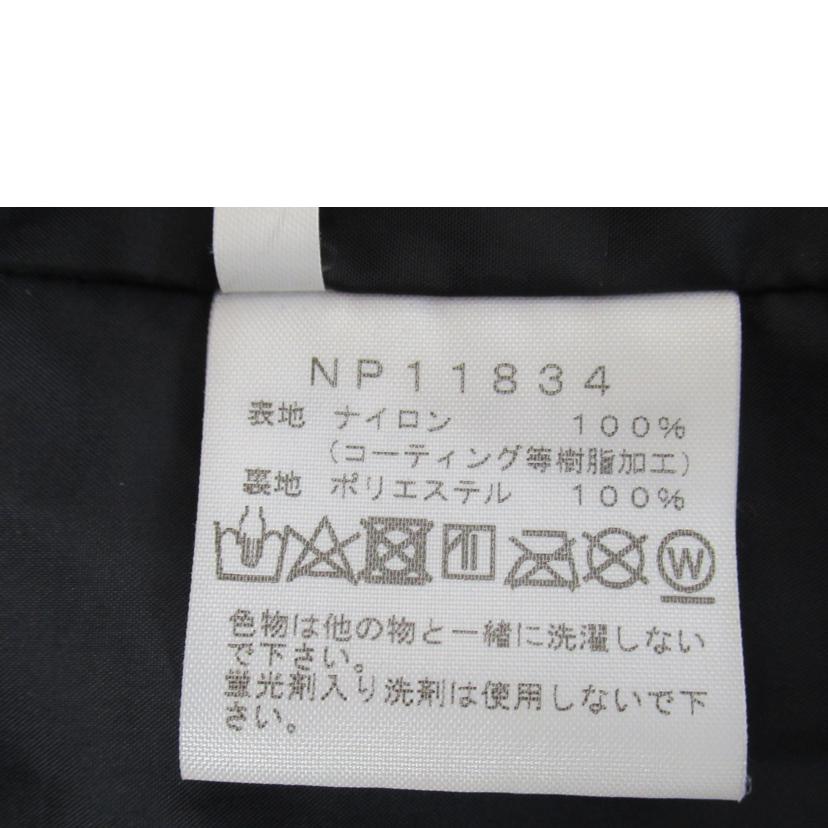 NP11834
表地 ナイロン 100%
(コーティング等樹脂加工)
裏地 ポリエステル 100%
W
色物は他の物と一緒に洗濯しない
で下さい。
蛍光剤入り洗剤は使用しないで下
さい。